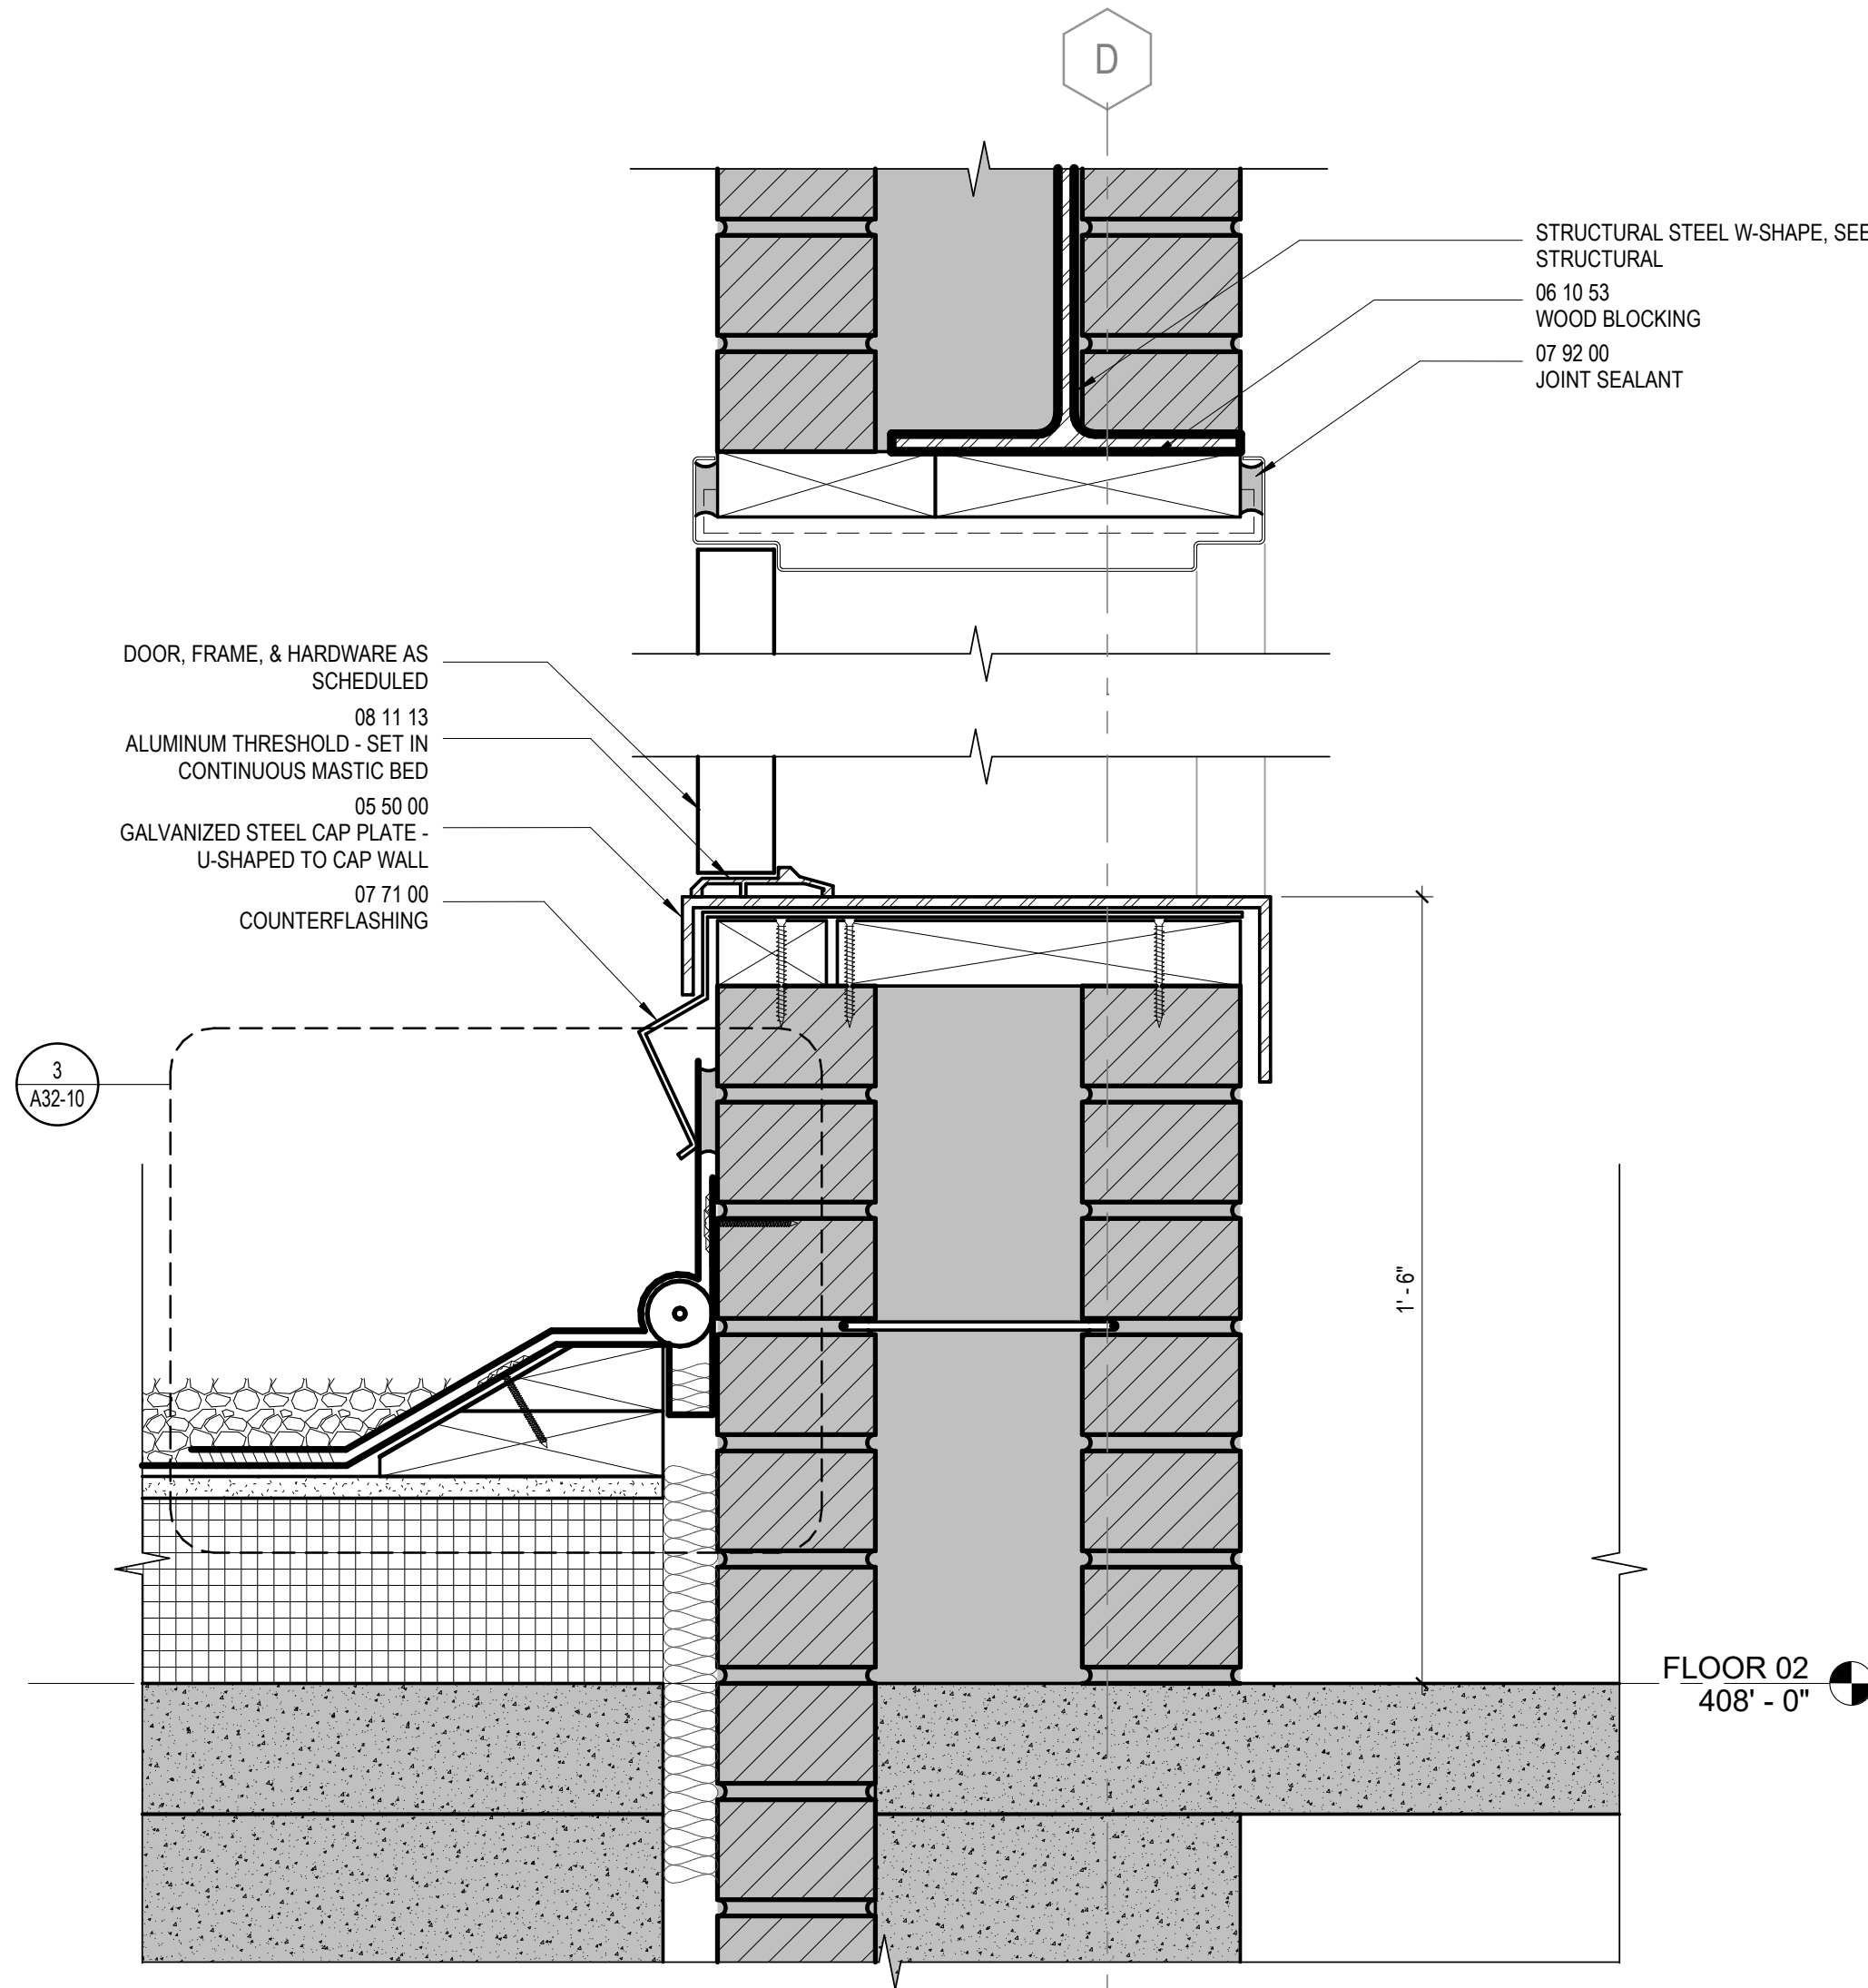 D
STRUCTURAL STEEL W-SHAPE, SEE
STRUCTURAL
06 10 53
WOOD BLOCKING
07 92 00
JOINT SEALANT
DOOR, FRAME, & HARDWARE AS
SCHEDULED
08 11 13
ALUMINUM THRESHOLD - SET IN
CONTINUOUS MASTIC BED
05 50 00
GALVANIZED STEEL CAP PLATE -
U-SHAPED TO CAP WALL
07 71 00
COUNTERFLASHING
3
A32-10
1' - 6"
FLOOR 02
408' - 0"